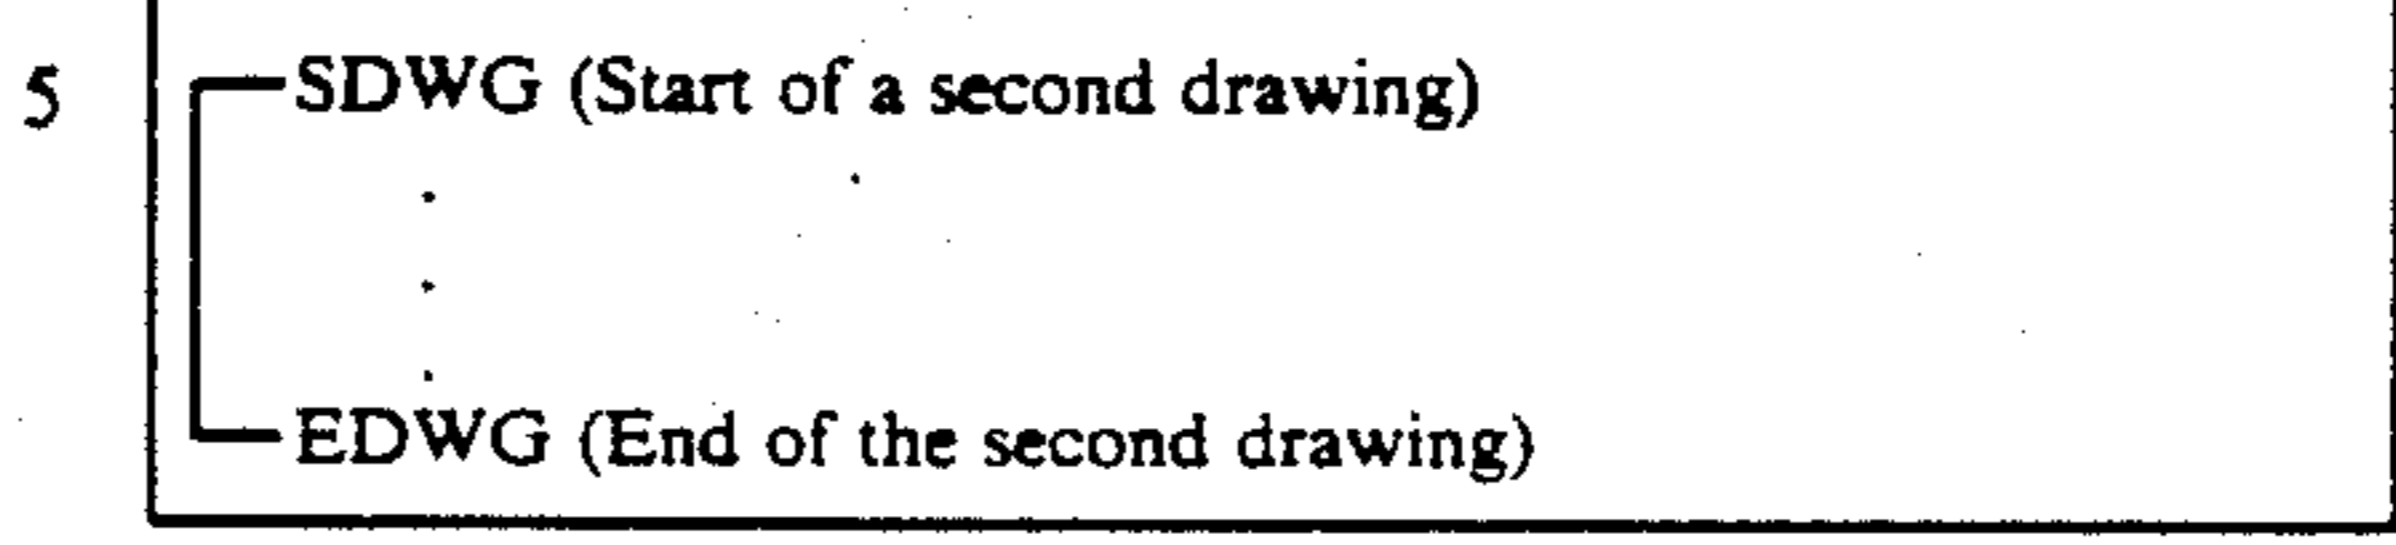 5 SDWG (Start of a second drawing)
.
.
.
EDWG (End of the second drawing)